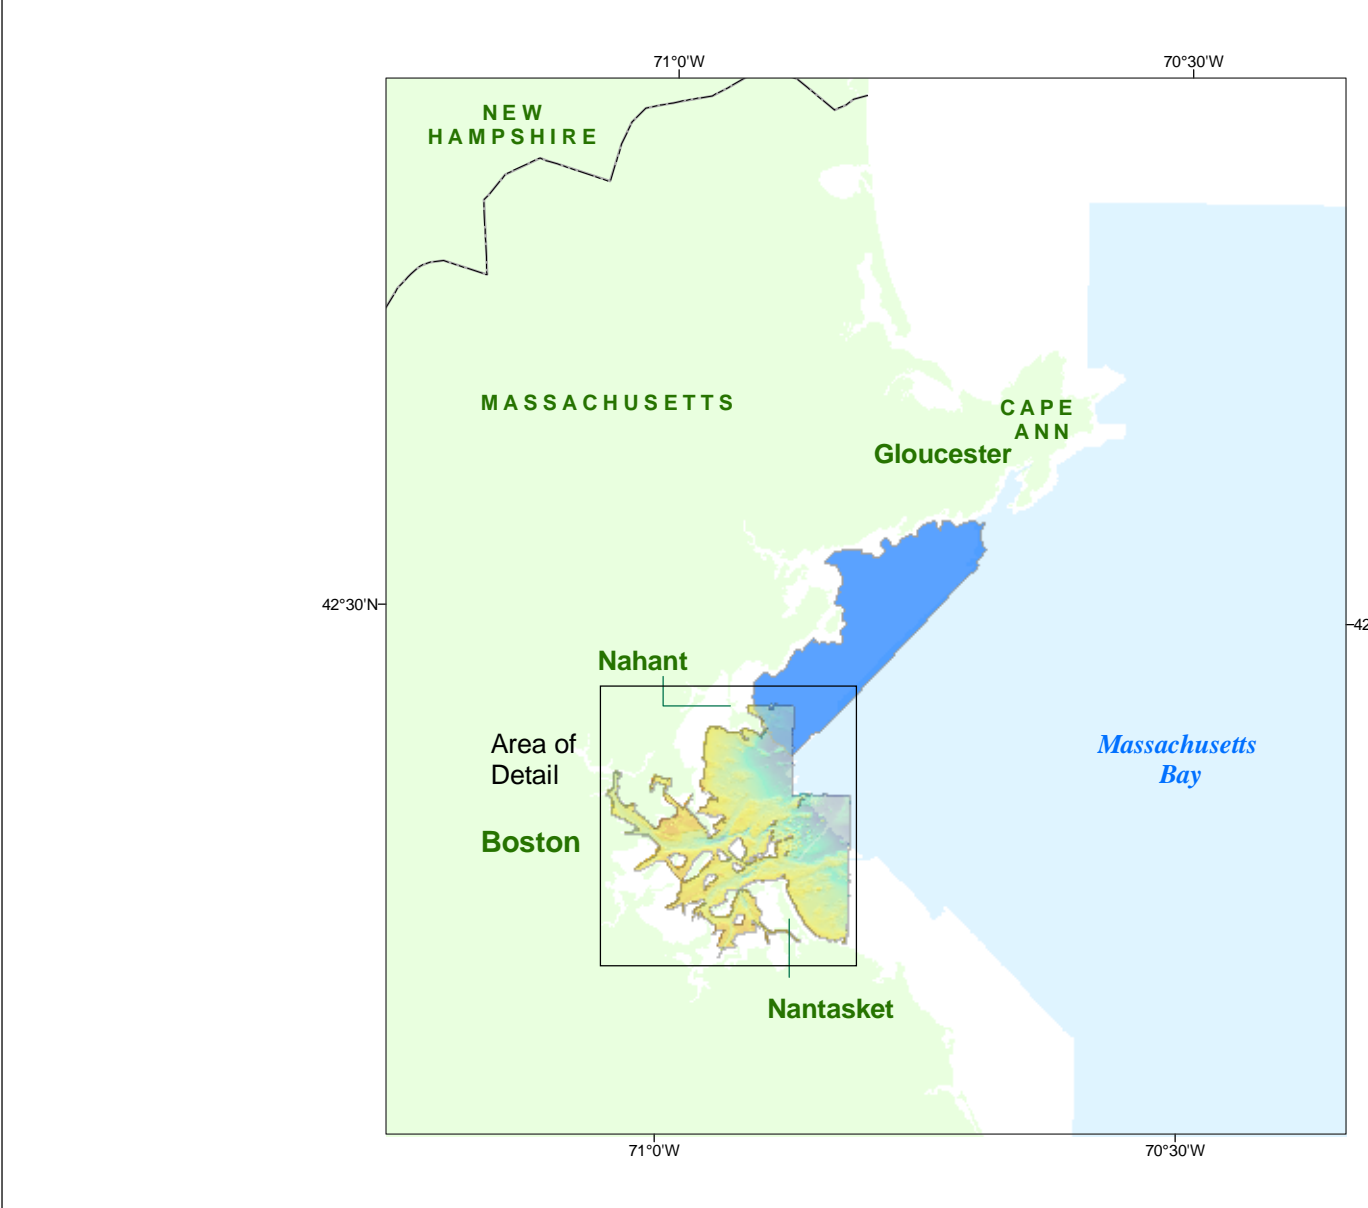 71°0'W
70°30'W
NEW
HAMPSHIRE
MASSACHUSETTS
CAPE
ANN
Gloucester
42°30'N
42
Nahant
Area of
Detail
Massachusetts
Bay
Boston
Nantasket
71°0'W
70°30'W